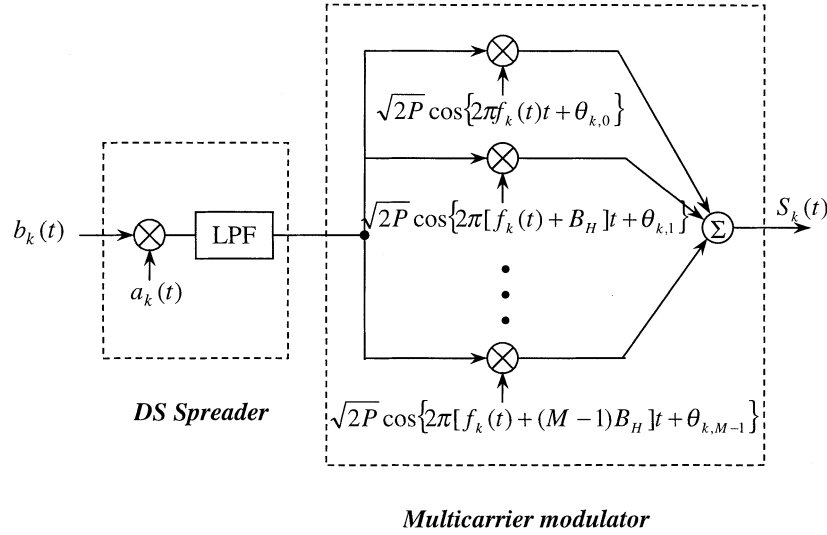 √2P cos{2πf_k(t)t + θ_{k,0}}
√2P cos{2π[f_k(t) + B_H]t + θ_{k,1}}
b_k(t)
LPF
Σ
S_k(t)
a_k(t)
DS Spreader
√2P cos{2π[f_k(t) + (M − 1)B_H]t + θ_{k,M−1}}
Multicarrier modulator